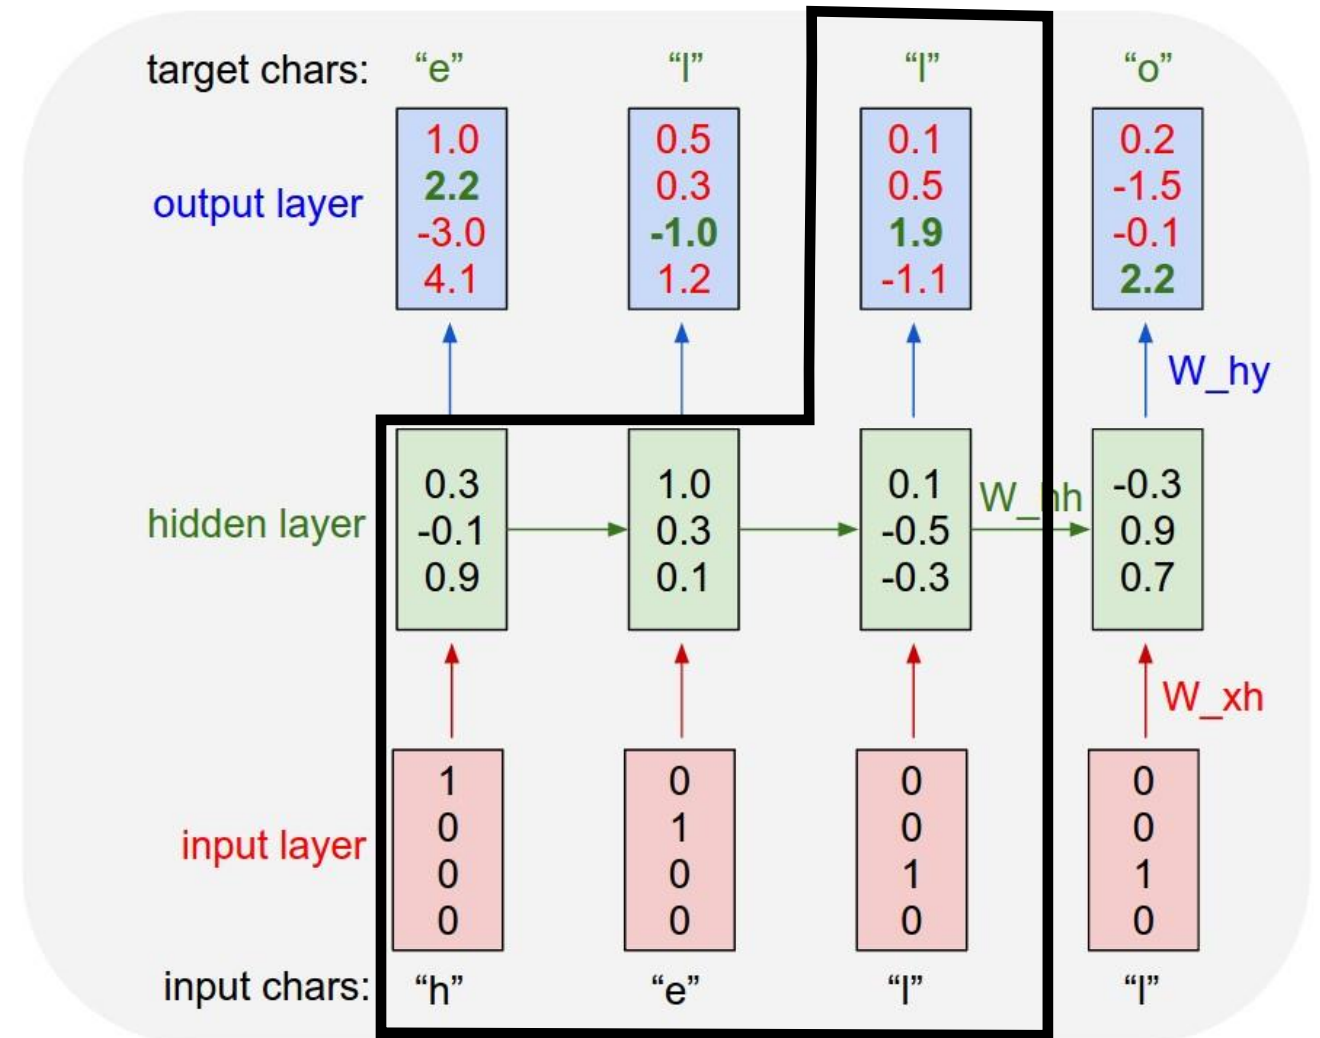 target chars: “e” “l” “l” “o”
1.0 0.5 0.1 0.2
2.2 0.3 0.5 -1.5
output layer
-3.0 -1.0 1.9 -0.1
4.1 1.2 -1.1 2.2
W_hy
0.3 1.0 0.1 -0.3
W_hh
hidden layer -0.1 0.3 -0.5 0.9
0.9 0.1 -0.3 0.7
W_xh
1 0 0 0
0 1 0 0
input layer
0 0 1 1
0 0 0 0
input chars: “h” “e” “l” “l”